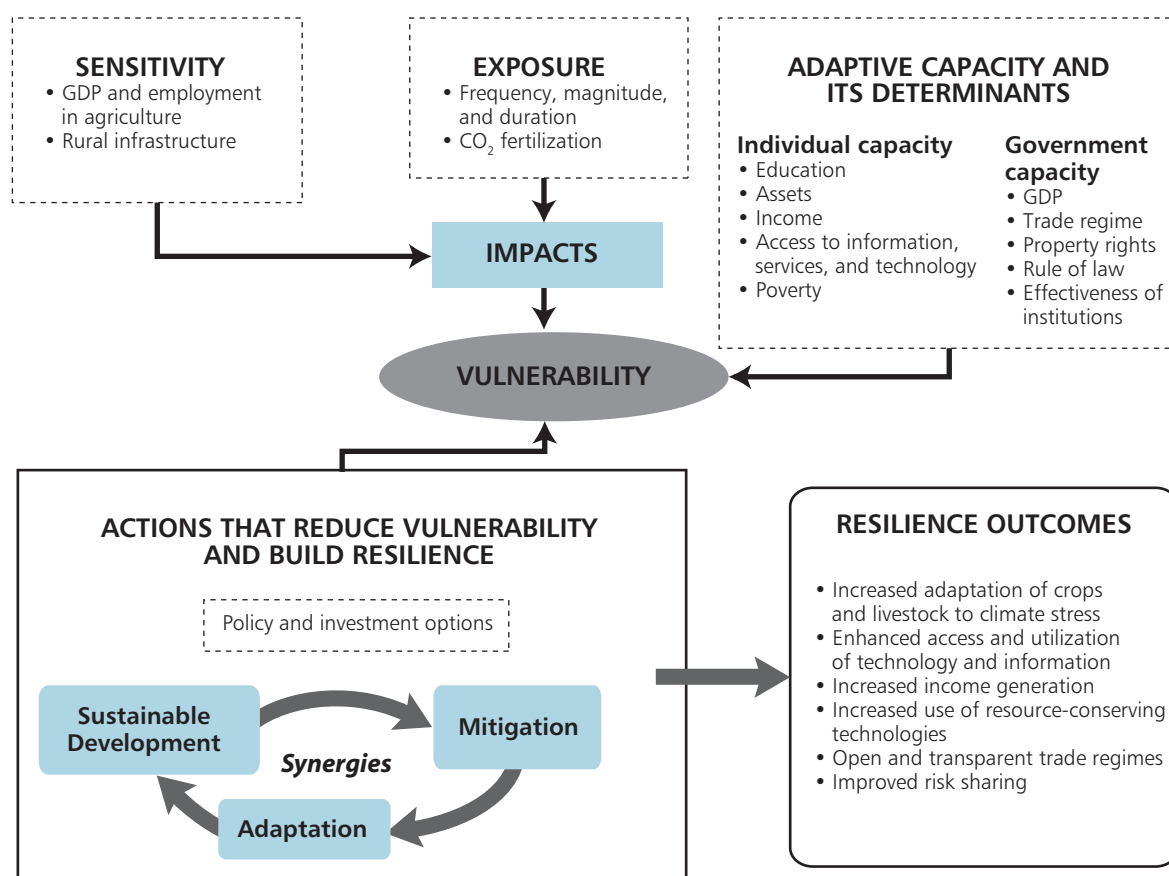 SENSITIVITY
• GDP and employment
in agriculture
• Rural infrastructure
EXPOSURE
• Frequency, magnitude,
and duration
• CO₂ fertilization
ADAPTIVE CAPACITY AND
ITS DETERMINANTS
Individual capacity
• Education
• Assets
• Income
• Access to information,
services, and technology
• Poverty
Government
capacity
• GDP
• Trade regime
• Property rights
• Rule of law
• Effectiveness of
institutions
IMPACTS
VULNERABILITY
ACTIONS THAT REDUCE VULNERABILITY
AND BUILD RESILIENCE
Policy and investment options
Sustainable
Development
Mitigation
Synergies
Adaptation
RESILIENCE OUTCOMES
• Increased adaptation of crops
and livestock to climate stress
• Enhanced access and utilization
of technology and information
• Increased income generation
• Increased use of resource-conserving
technologies
• Open and transparent trade regimes
• Improved risk sharing